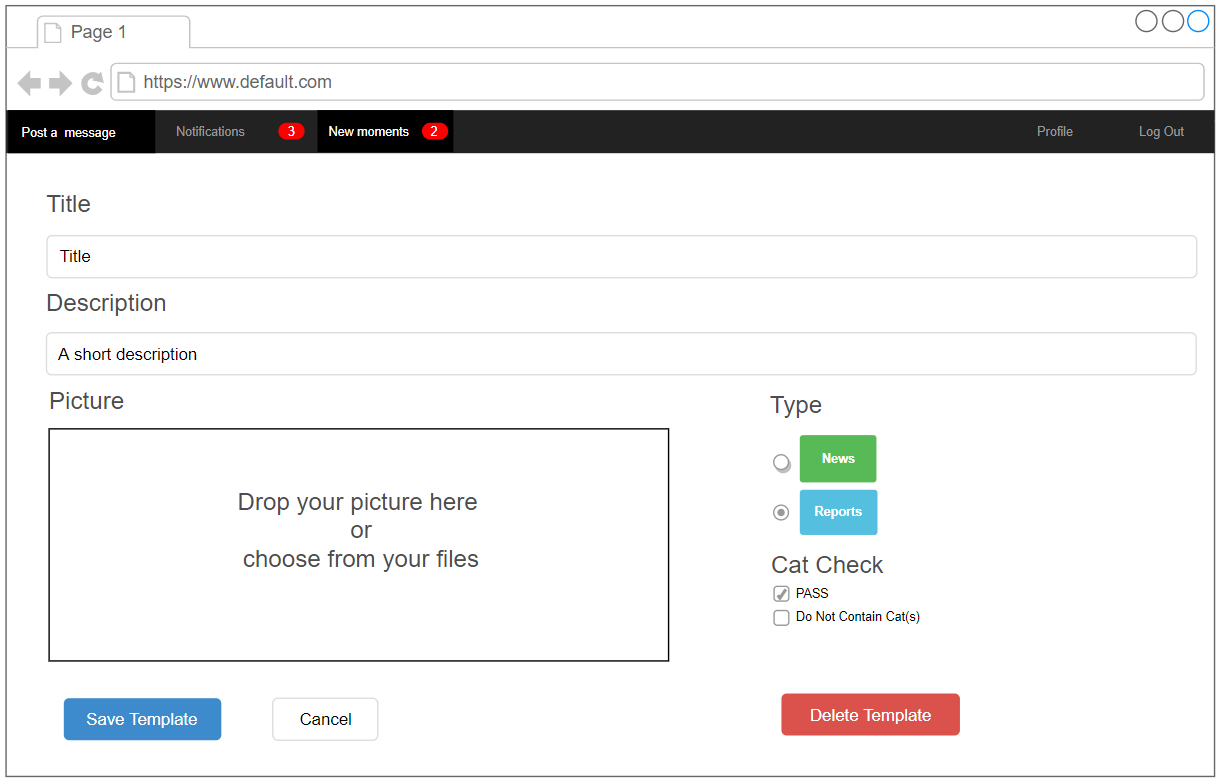 Page 1
https://www.default.com
Post a  message Notifications 3 New moments 2 Profile Log Out
Title
Title
Description
A short description
Picture
Drop your picture here
or
choose from your files
Type
News
Reports
Cat Check
PASS
Do Not Contain Cat(s)
Save Template Cancel Delete Template